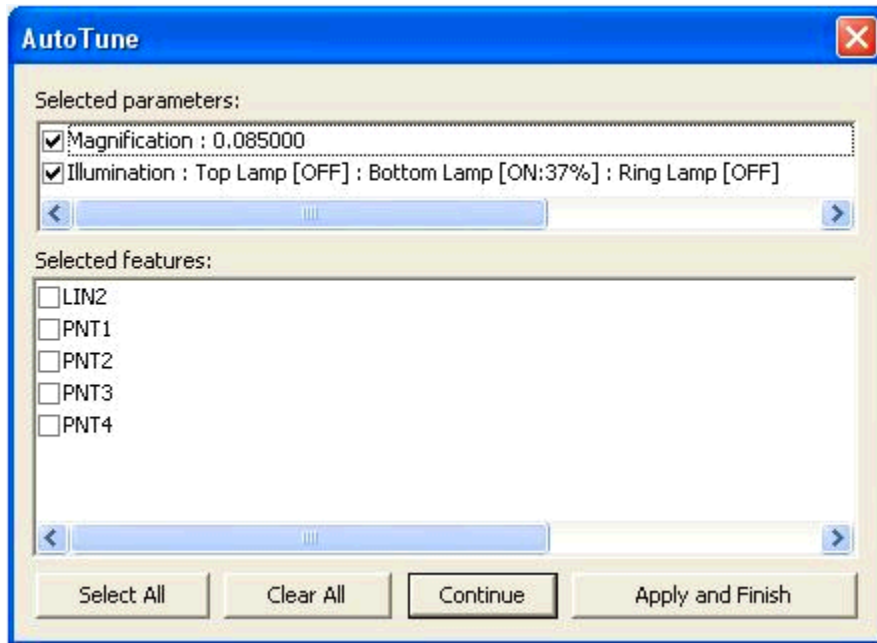 AutoTune
Selected parameters:
Magnification : 0.085000
Illumination : Top Lamp [OFF] : Bottom Lamp [ON:37%] : Ring Lamp [OFF]
Selected features:
LIN2
PNT1
PNT2
PNT3
PNT4
Select All Clear All Continue Apply and Finish